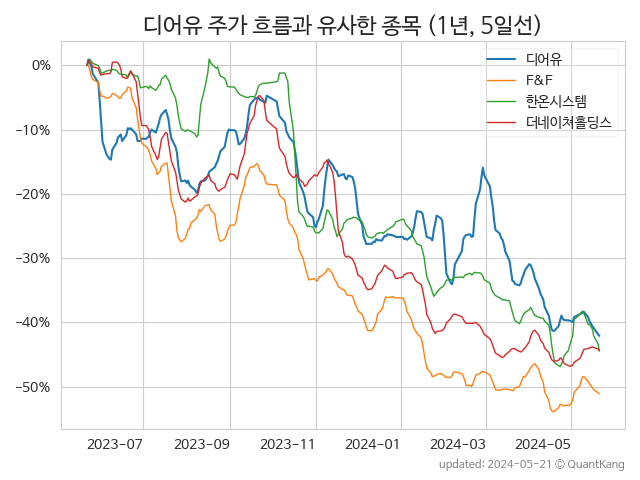 디어유 주가 흐름과 유사한 종목 (1년, 5일선)
디어유
F&F
한온시스템
더네이쳐홀딩스
0%
−10%
−20%
−30%
−40%
−50%
2023−07
2023−09
2023−11
2024−01
2024−03
2024−05
updated: 2024-05-21 © QuantKang